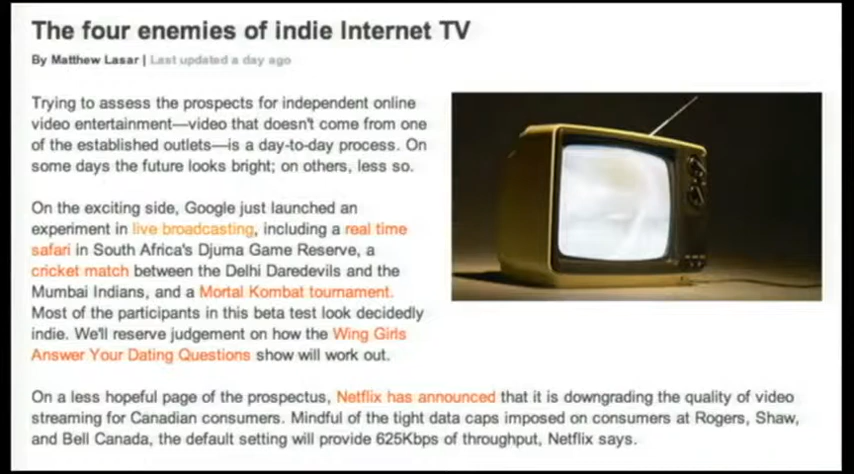 The four enemies of indie Internet TV
By Matthew Lasar | Last updated a day ago
Trying to assess the prospects for independent online
video entertainment—video that doesn't come from one
of the established outlets—is a day-to-day process. On
some days the future looks bright; on others, less so.
On the exciting side, Google just launched an
experiment in live broadcasting, including a real time
safari in South Africa's Djuma Game Reserve, a
cricket match between the Delhi Daredevils and the
Mumbai Indians, and a Mortal Kombat tournament.
Most of the participants in this beta test look decidedly
indie. We'll reserve judgement on how the Wing Girls
Answer Your Dating Questions show will work out.
On a less hopeful page of the prospectus, Netflix has announced that it is downgrading the quality of video
streaming for Canadian consumers. Mindful of the tight data caps imposed on consumers at Rogers, Shaw,
and Bell Canada, the default setting will provide 625Kbps of throughput, Netflix says.